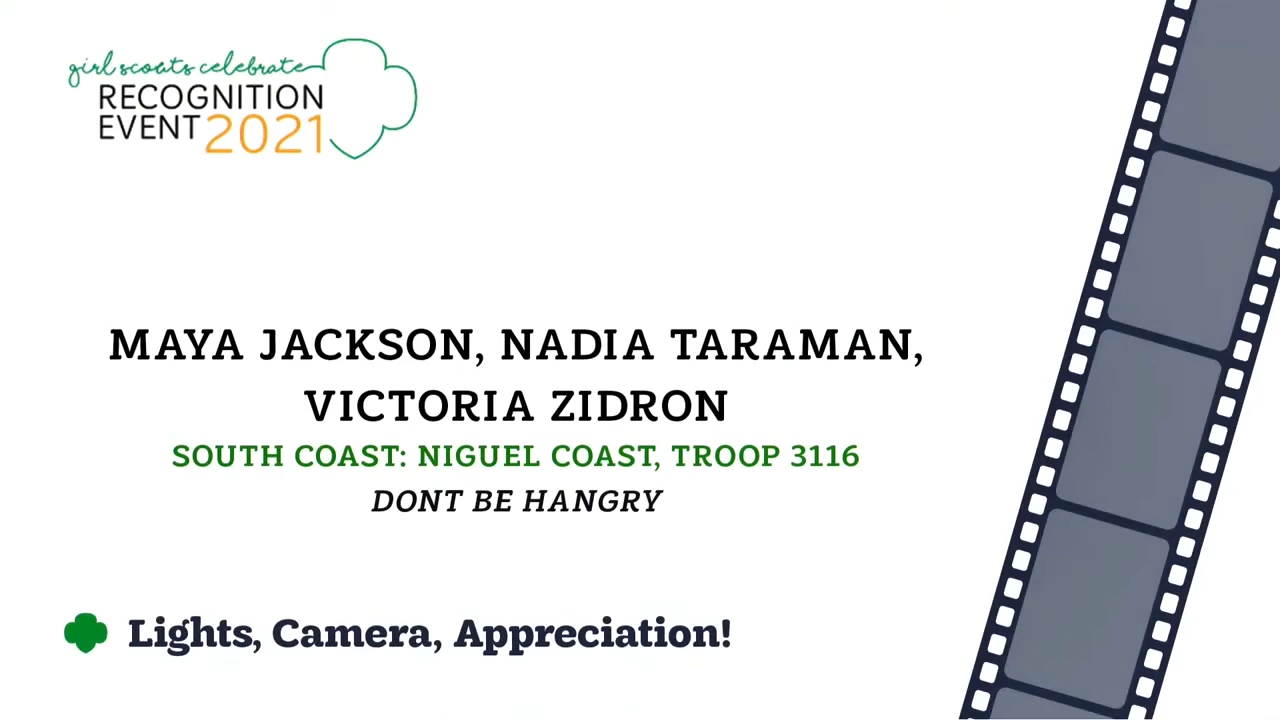 girl scouts celebrate
RECOGNITION
EVENT 2021
MAYA JACKSON, NADIA TARAMAN,
VICTORIA ZIDRON
SOUTH COAST: NIGUEL COAST, TROOP 3116
DONT BE HANGRY
Lights, Camera, Appreciation!